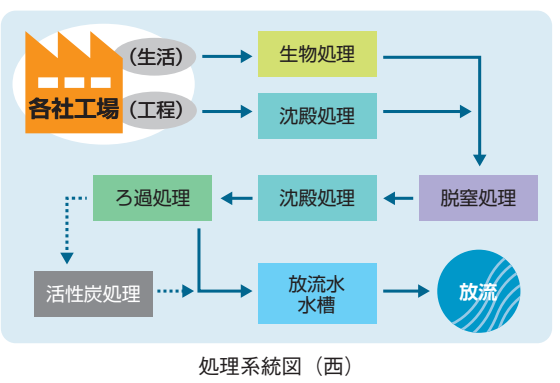 （生活）
生物処理
各社工場
（工程）
沈殿処理
ろ過処理
沈殿処理
脱窒処理
活性炭処理
放流水
水槽
放流
処理系統図（西）